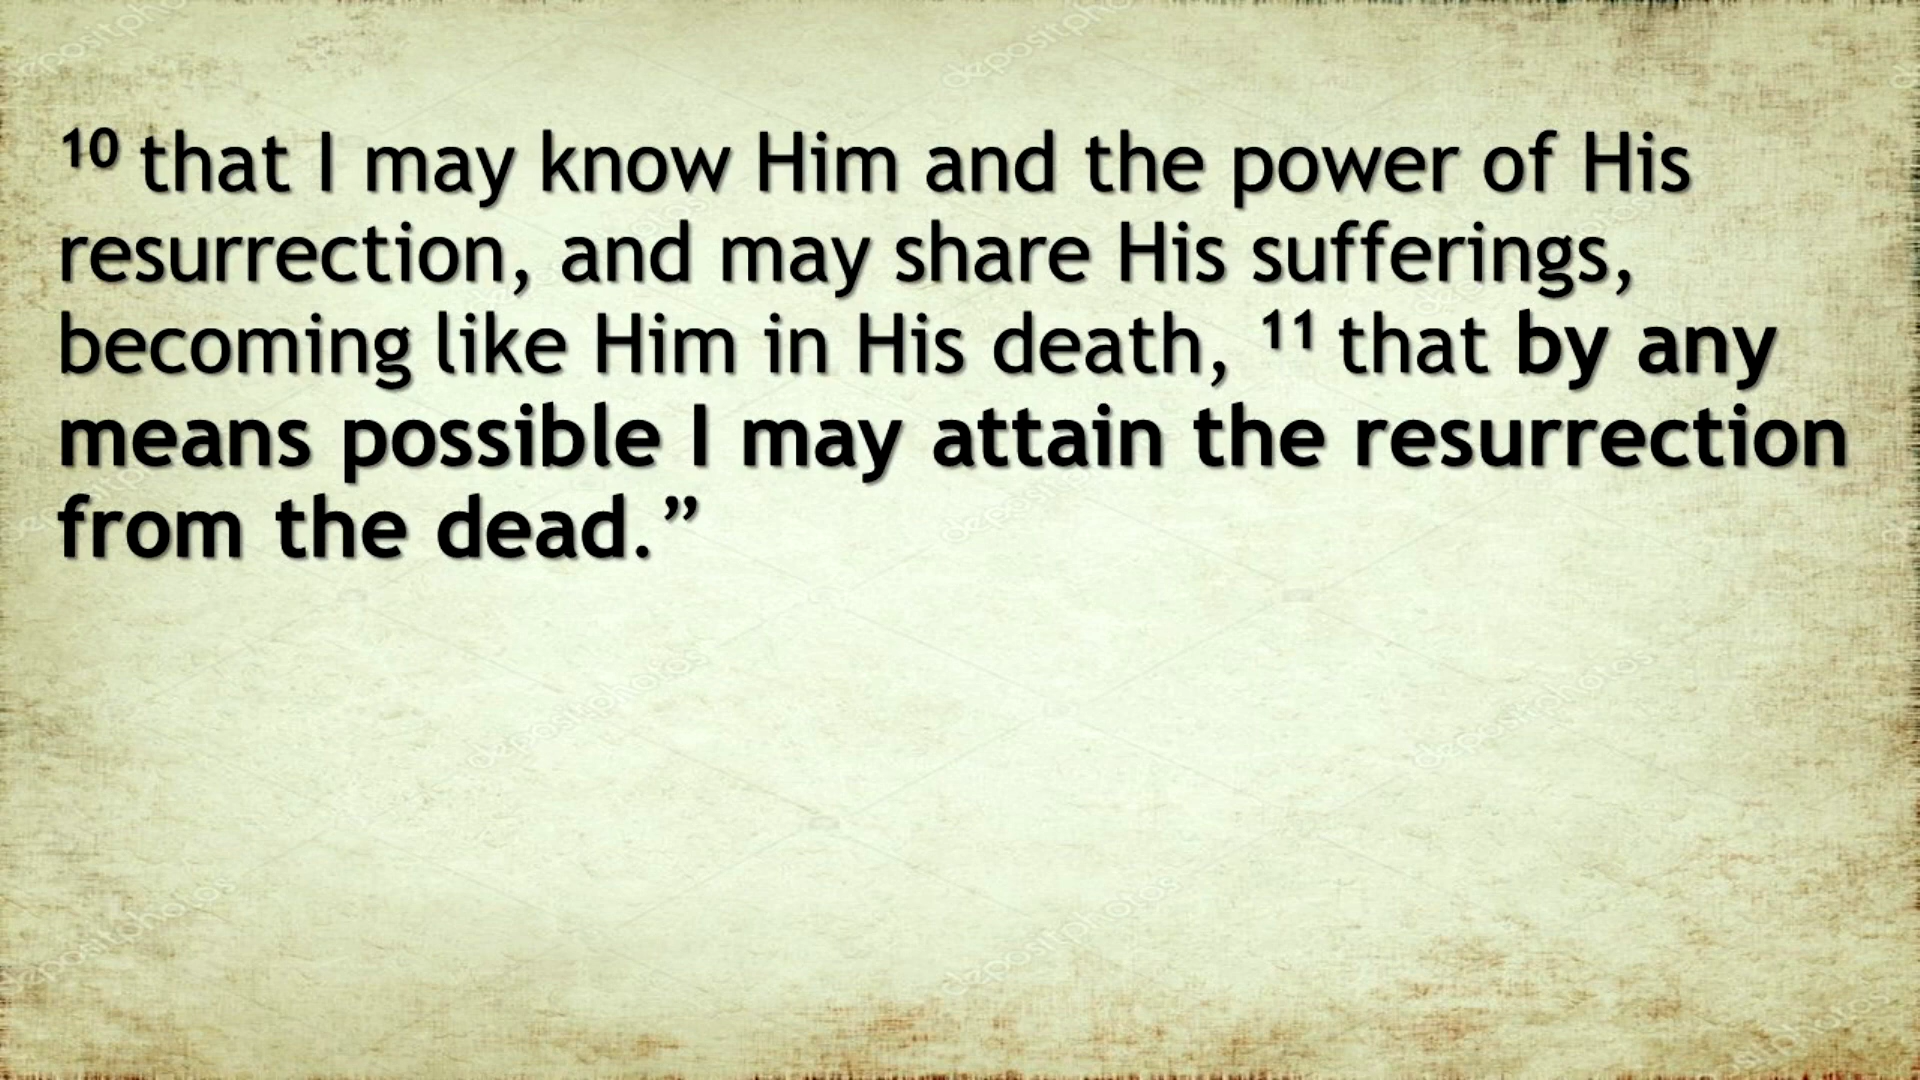 ¹⁰ that I may know Him and the power of His
resurrection, and may share His sufferings,
becoming like Him in His death, ¹¹ that by any
means possible I may attain the resurrection
from the dead.”
depositphotos